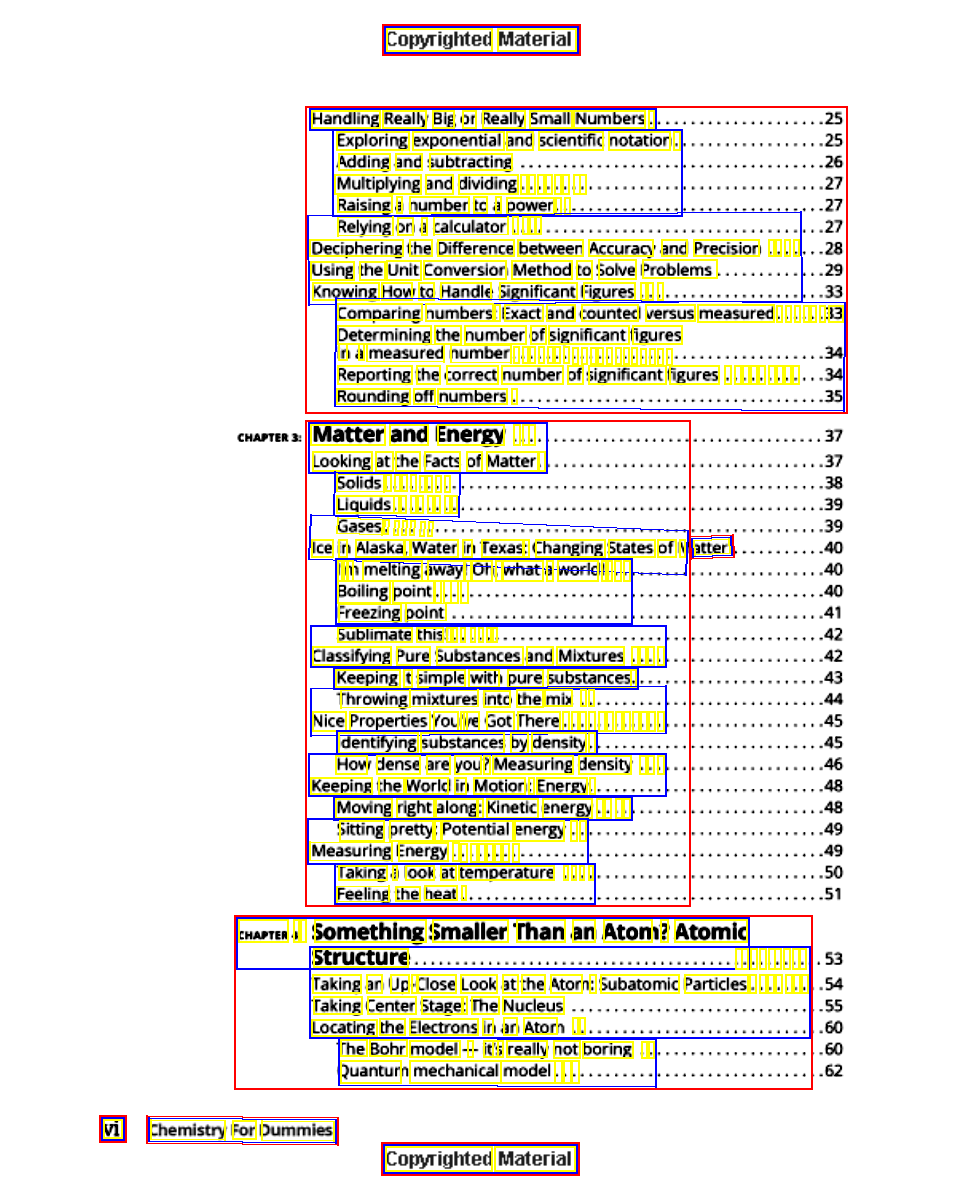 Copyrighted Material
Handling Really Big or Really Small Numbers . . . . . . . . . . . . . . . . . . . . . 25
Exploring exponential and scientific notation . . . . . . . . . . . . . . . . . . 25
Adding and subtracting . . . . . . . . . . . . . . . . . . . . . . . . . . . . . . . . . . . . 26
Multiplying and dividing . . . . . . . . . . . . . . . . . . . . . . . . . . . . . . . . . . . 27
Raising a number to a power . . . . . . . . . . . . . . . . . . . . . . . . . . . . . . . 27
Relying on a calculator . . . . . . . . . . . . . . . . . . . . . . . . . . . . . . . . . . . . 27
Deciphering the Difference between Accuracy and Precision . . . . . . . 28
Using the Unit Conversion Method to Solve Problems . . . . . . . . . . . . . 29
Knowing How to Handle Significant Figures . . . . . . . . . . . . . . . . . . . . . 33
Comparing numbers: Exact and counted versus measured . . . . . . . 33
Determining the number of significant figures
in a measured number . . . . . . . . . . . . . . . . . . . . . . . . . . . . . . . . . . . . 34
Reporting the correct number of significant figures . . . . . . . . . . . . 34
Rounding off numbers . . . . . . . . . . . . . . . . . . . . . . . . . . . . . . . . . . . . 35
CHAPTER 3: Matter and Energy . . . . . . . . . . . . . . . . . . . . . . . . . . . . . . . . . . . 37
Looking at the Facts of Matter . . . . . . . . . . . . . . . . . . . . . . . . . . . . . . . . 37
Solids . . . . . . . . . . . . . . . . . . . . . . . . . . . . . . . . . . . . . . . . . . . . . . . . . . 38
Liquids . . . . . . . . . . . . . . . . . . . . . . . . . . . . . . . . . . . . . . . . . . . . . . . . . 39
Gases . . . . . . . . . . . . . . . . . . . . . . . . . . . . . . . . . . . . . . . . . . . . . . . . . . 39
Ice in Alaska, Water in Texas: Changing States of Matter . . . . . . . . . . . 40
I'm melting away! Oh, what a world! . . . . . . . . . . . . . . . . . . . . . . . . . 40
Boiling point . . . . . . . . . . . . . . . . . . . . . . . . . . . . . . . . . . . . . . . . . . . . 40
Freezing point . . . . . . . . . . . . . . . . . . . . . . . . . . . . . . . . . . . . . . . . . . . 41
Sublimate this! . . . . . . . . . . . . . . . . . . . . . . . . . . . . . . . . . . . . . . . . . . 42
Classifying Pure Substances and Mixtures . . . . . . . . . . . . . . . . . . . . . . 42
Keeping it simple with pure substances . . . . . . . . . . . . . . . . . . . . . . . 43
Throwing mixtures into the mix . . . . . . . . . . . . . . . . . . . . . . . . . . . . . 44
Nice Properties You've Got There . . . . . . . . . . . . . . . . . . . . . . . . . . . . . 45
Identifying substances by density . . . . . . . . . . . . . . . . . . . . . . . . . . . 45
How dense are you? Measuring density . . . . . . . . . . . . . . . . . . . . . . 46
Keeping the World in Motion: Energy . . . . . . . . . . . . . . . . . . . . . . . . . . 48
Moving right along: Kinetic energy . . . . . . . . . . . . . . . . . . . . . . . . . . 48
Sitting pretty: Potential energy . . . . . . . . . . . . . . . . . . . . . . . . . . . . . 49
Measuring Energy . . . . . . . . . . . . . . . . . . . . . . . . . . . . . . . . . . . . . . . . . 49
Taking a look at temperature . . . . . . . . . . . . . . . . . . . . . . . . . . . . . . . 50
Feeling the heat . . . . . . . . . . . . . . . . . . . . . . . . . . . . . . . . . . . . . . . . . 51
CHAPTER 4: Something Smaller Than an Atom? Atomic
Structure . . . . . . . . . . . . . . . . . . . . . . . . . . . . . . . . . . . . . . . . . . . . . . 53
Taking an Up-Close Look at the Atom: Subatomic Particles . . . . . . . . . 54
Taking Center Stage: The Nucleus . . . . . . . . . . . . . . . . . . . . . . . . . . . . 55
Locating the Electrons in an Atom . . . . . . . . . . . . . . . . . . . . . . . . . . . . 60
The Bohr model — it's really not boring . . . . . . . . . . . . . . . . . . . . . . 60
Quantum mechanical model . . . . . . . . . . . . . . . . . . . . . . . . . . . . . . . 62
vi Chemistry For Dummies
Copyrighted Material